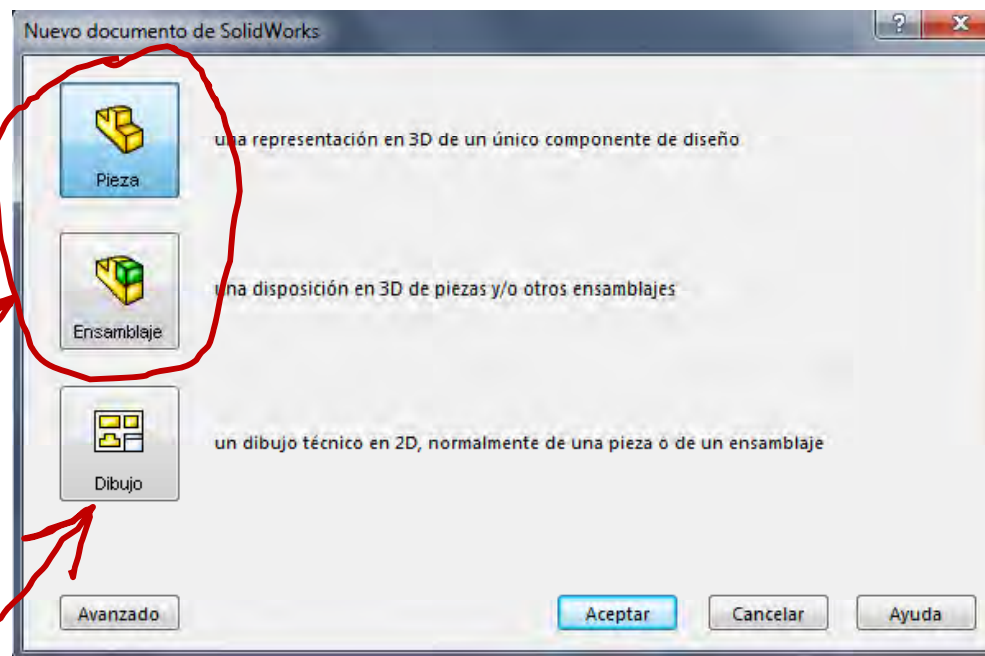 Nuevo documento de SolidWorks
?
X
Pieza
una representación en 3D de un único componente de diseño
Ensamblaje
una disposición en 3D de piezas y/o otros ensamblajes
Dibujo
un dibujo técnico en 2D, normalmente de una pieza o de un ensamblaje
Avanzado
Aceptar
Cancelar
Ayuda